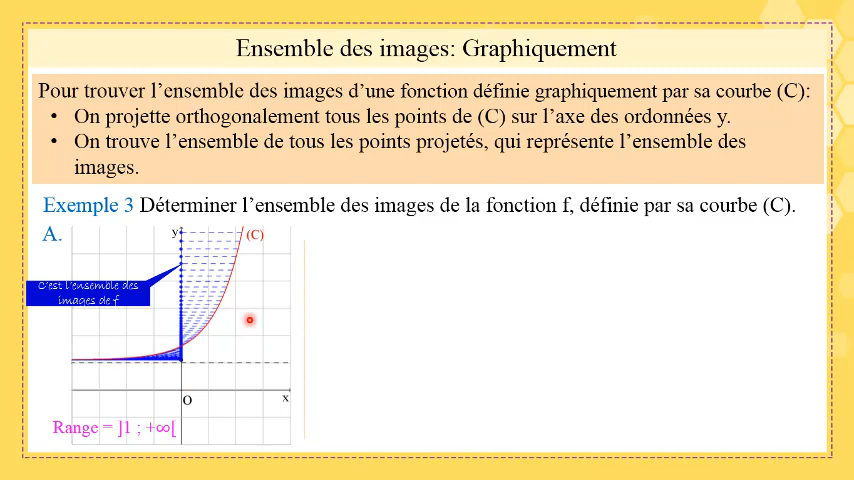 Ensemble des images: Graphiquement
Pour trouver l'ensemble des images d'une fonction définie graphiquement par sa courbe (C):
• On projette orthogonalement tous les points de (C) sur l'axe des ordonnées y.
• On trouve l'ensemble de tous les points projetés, qui représente l'ensemble des
images.
Exemple 3 Déterminer l'ensemble des images de la fonction f, définie par sa courbe (C).
A.
y
(C)
C'est l'ensemble des
images de f
O
x
Range = ]1 ; +∞[